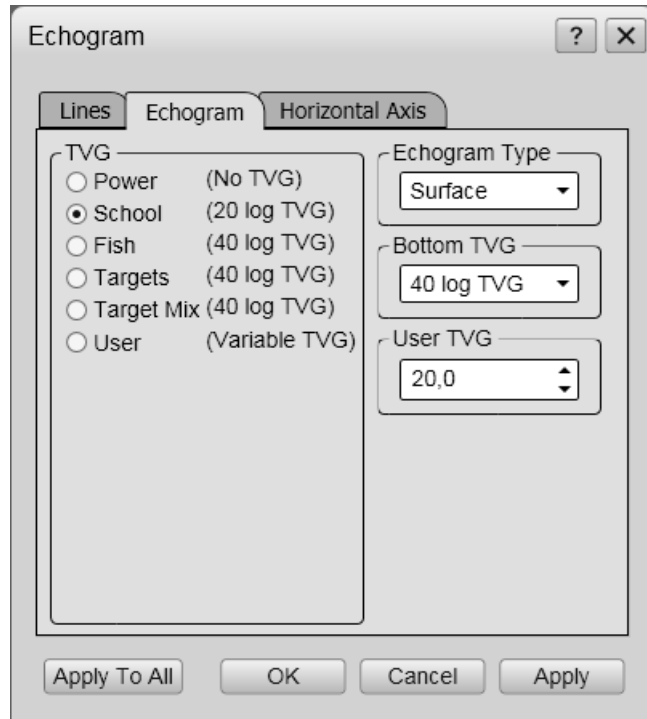 Echogram
?
Lines
Echogram
Horizontal Axis
TVG
Power (No TVG)
School (20 log TVG)
Fish (40 log TVG)
Targets (40 log TVG)
Target Mix (40 log TVG)
User (Variable TVG)
Echogram Type
Surface
Bottom TVG
40 log TVG
User TVG
20,0
Apply To All
OK
Cancel
Apply